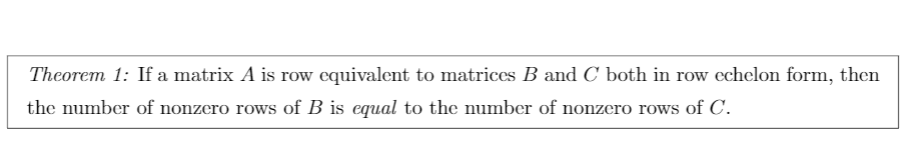 Theorem 1: If a matrix A is row equivalent to matrices B and C both in row echelon form, then
the number of nonzero rows of B is equal to the number of nonzero rows of C.